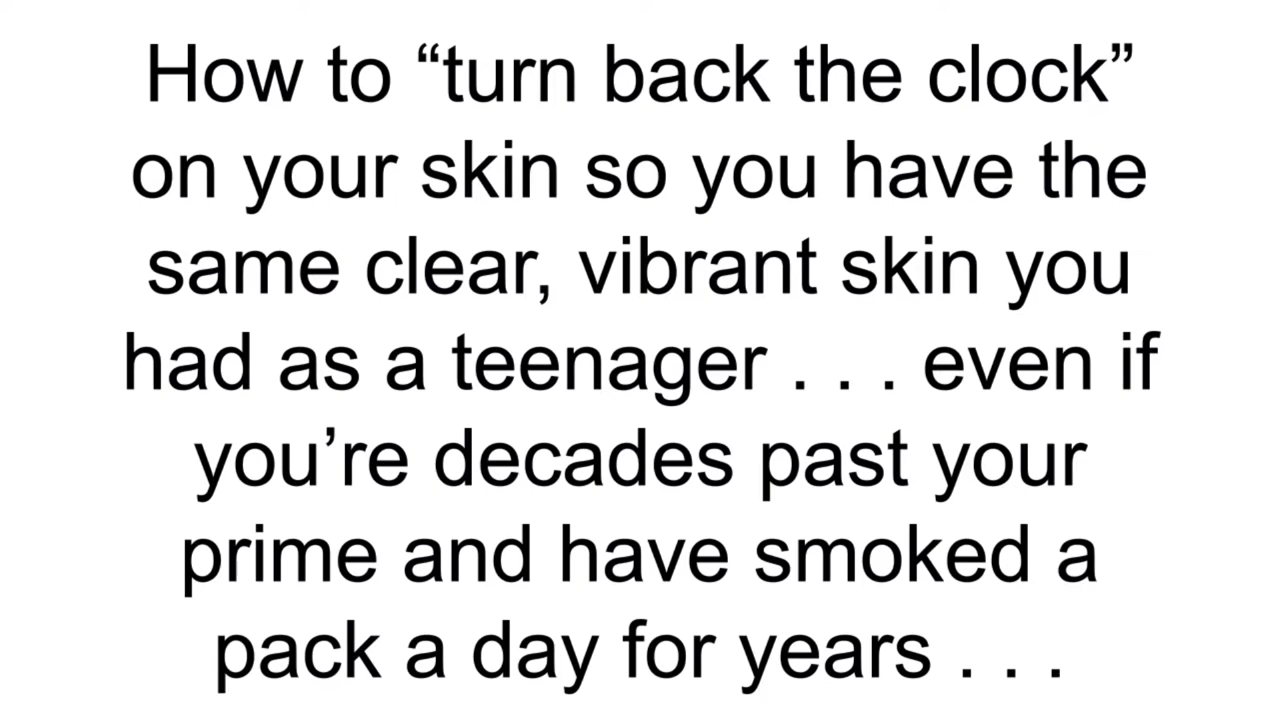 How to “turn back the clock”
on your skin so you have the
same clear, vibrant skin you
had as a teenager . . . even if
you’re decades past your
prime and have smoked a
pack a day for years . . .